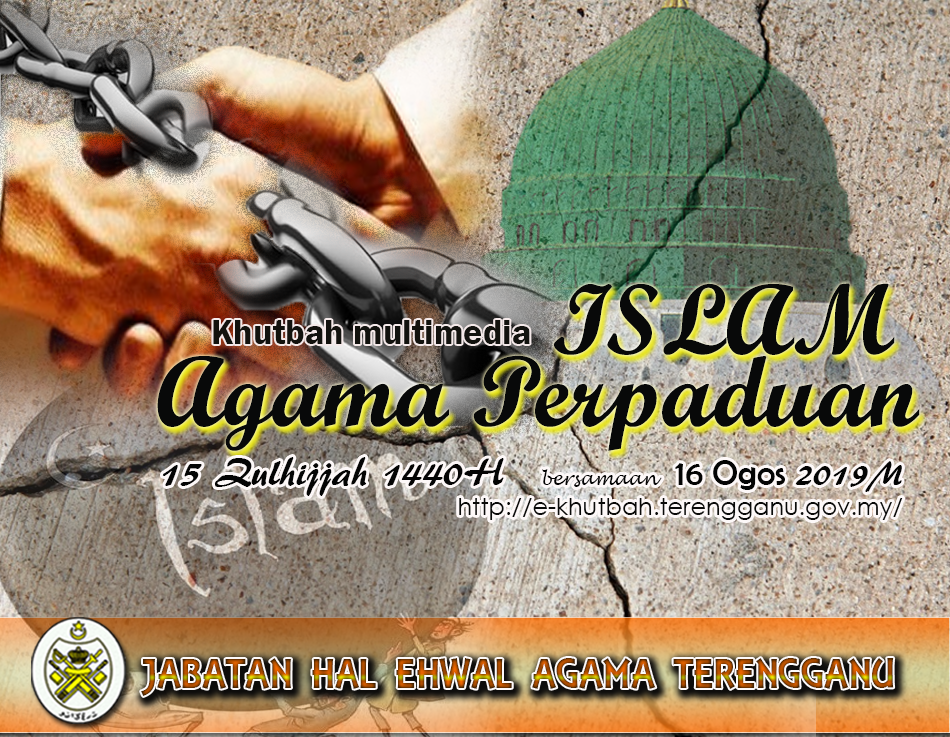 Khutbah multimedia ISLAM
Agama Perpaduan
15 Zulhijjah 1440H bersamaan 16 Ogos 2019M
http://e-khutbah.terengganu.gov.my/
Islam
JABATAN HAL EHWAL AGAMA TERENGGANU